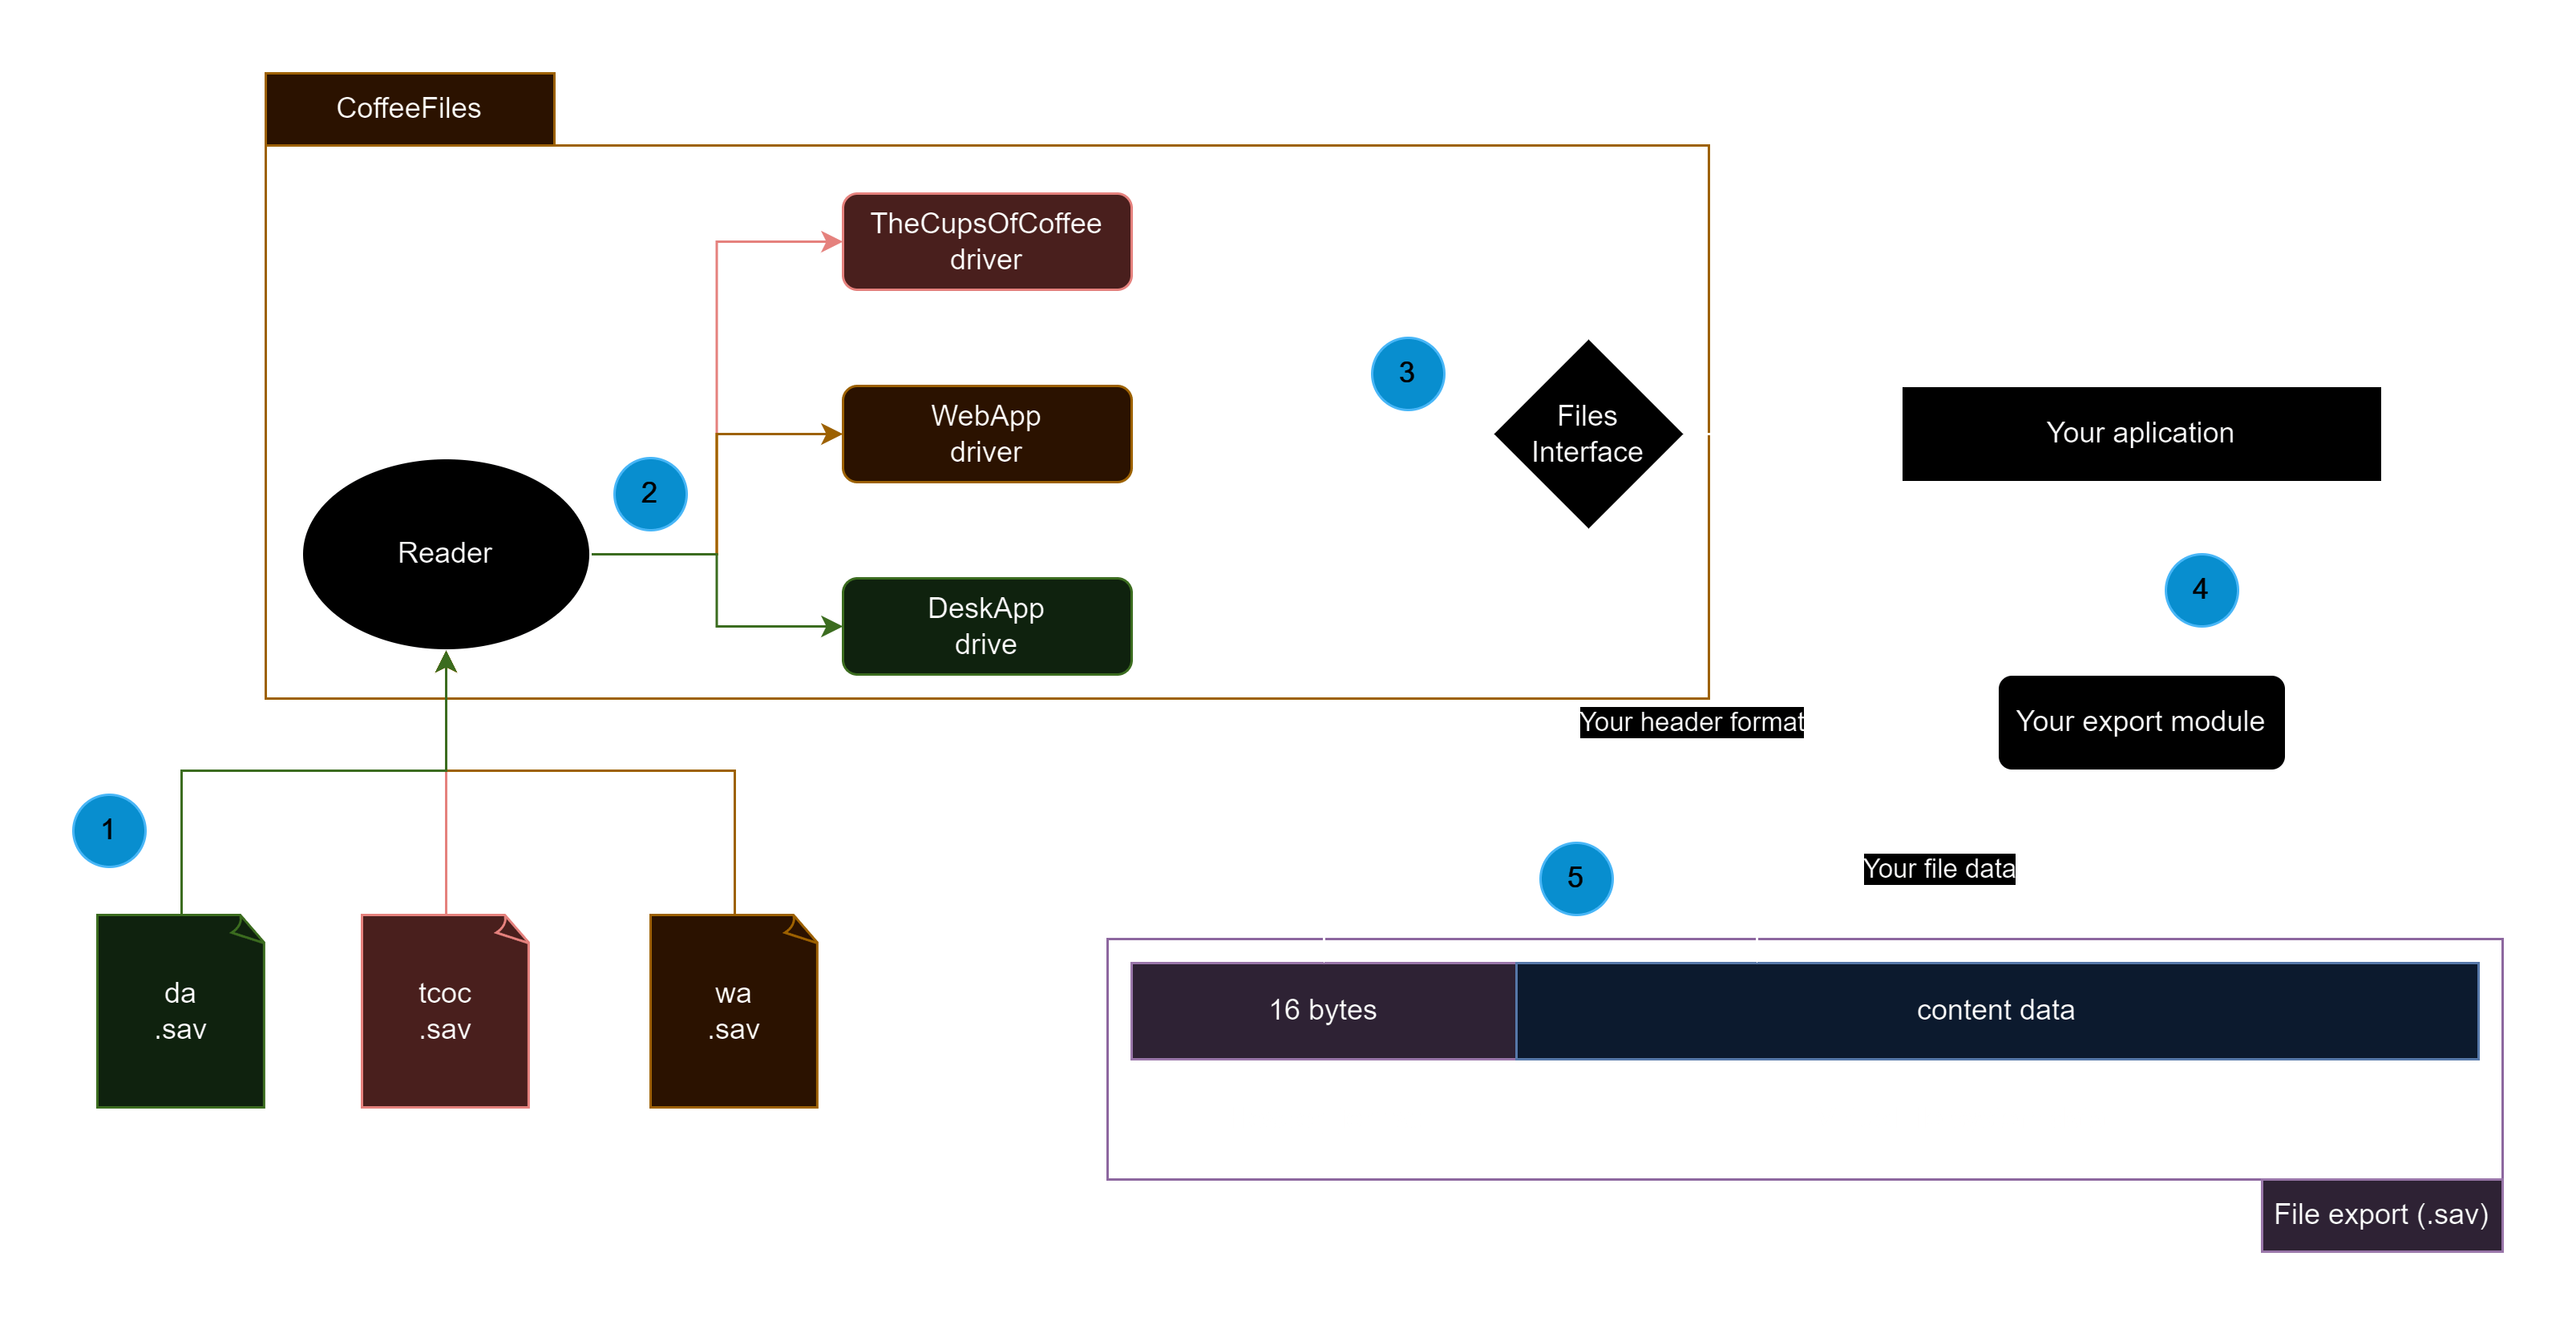 CoffeeFiles
TheCupsOfCoffee
driver
3
WebApp
driver
Files
Interface
Your aplication
2
Reader
4
DeskApp
drive
Your header format
Your export module
1
5
Your file data
da
.sav
tcoc
.sav
wa
.sav
16 bytes
content data
File export (.sav)